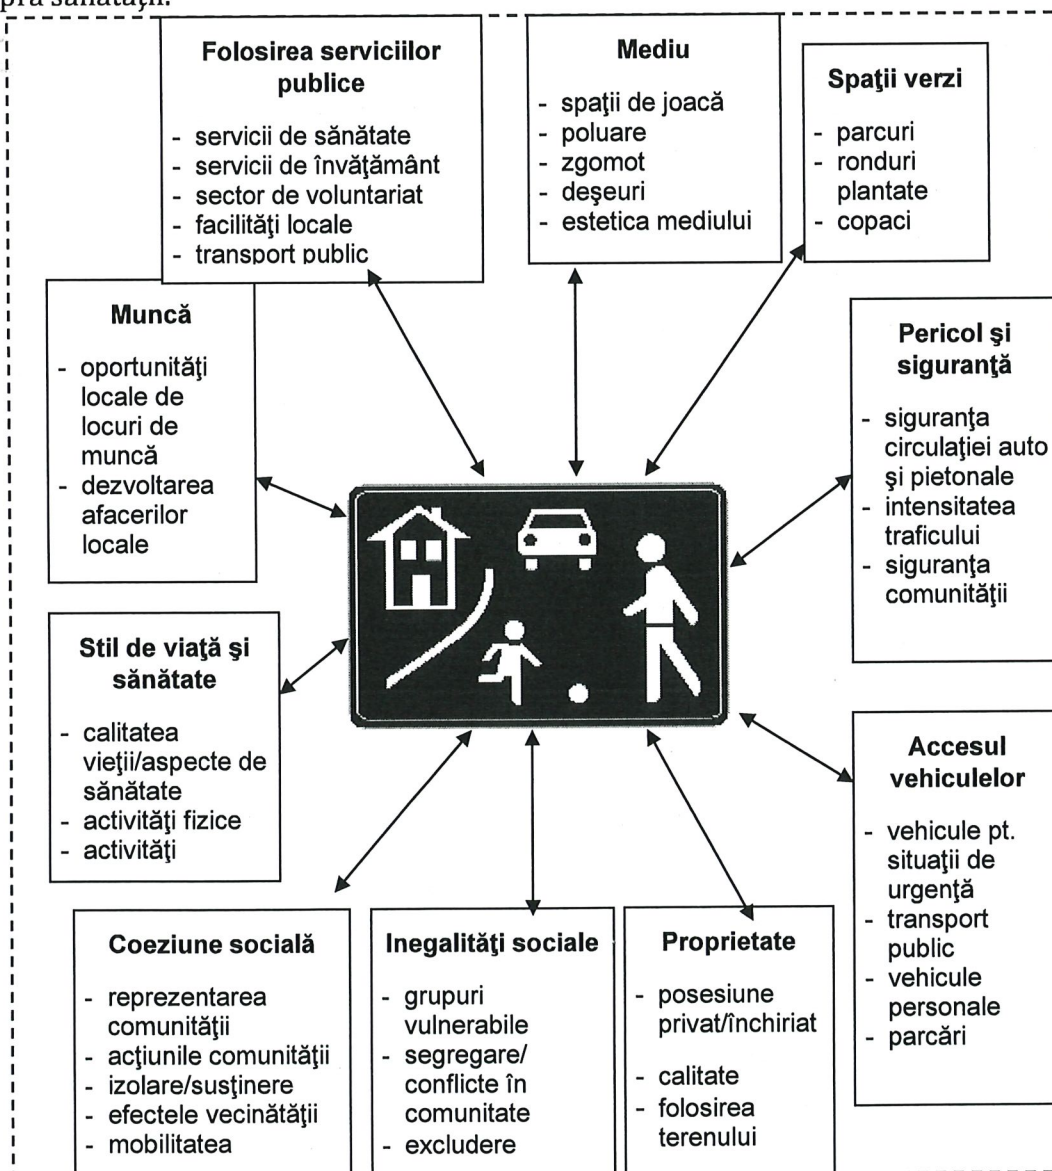 pra sănătăţii.
Folosirea serviciilor
publice
- servicii de sănătate
- servicii de învăţământ
- sector de voluntariat
- facilităţi locale
- transport public
Mediu
- spaţii de joacă
- poluare
- zgomot
- deşeuri
- estetica mediului
Spaţii verzi
- parcuri
- ronduri
plantate
- copaci
Muncă
- oportunităţi
locale de
locuri de
muncă
- dezvoltarea
afacerilor
locale
Pericol şi
siguranţă
- siguranţa
circulaţiei auto
şi pietonale
- intensitatea
traficului
- siguranţa
comunităţii
Stil de viaţă şi
sănătate
- calitatea
vieţii/aspecte de
sănătate
- activităţi fizice
- activităţi
Accesul
vehiculelor
- vehicule pt.
situaţii de
urgenţă
- transport
public
- vehicule
personale
- parcări
Coeziune socială
- reprezentarea
comunităţii
- acţiunile comunităţii
- izolare/susţinere
- efectele vecinătăţii
- mobilitatea
Inegalităţi sociale
- grupuri
vulnerabile
- segregare/
conflicte în
comunitate
- excludere
Proprietate
- posesiune
privat/închiriat
- calitate
- folosirea
terenului